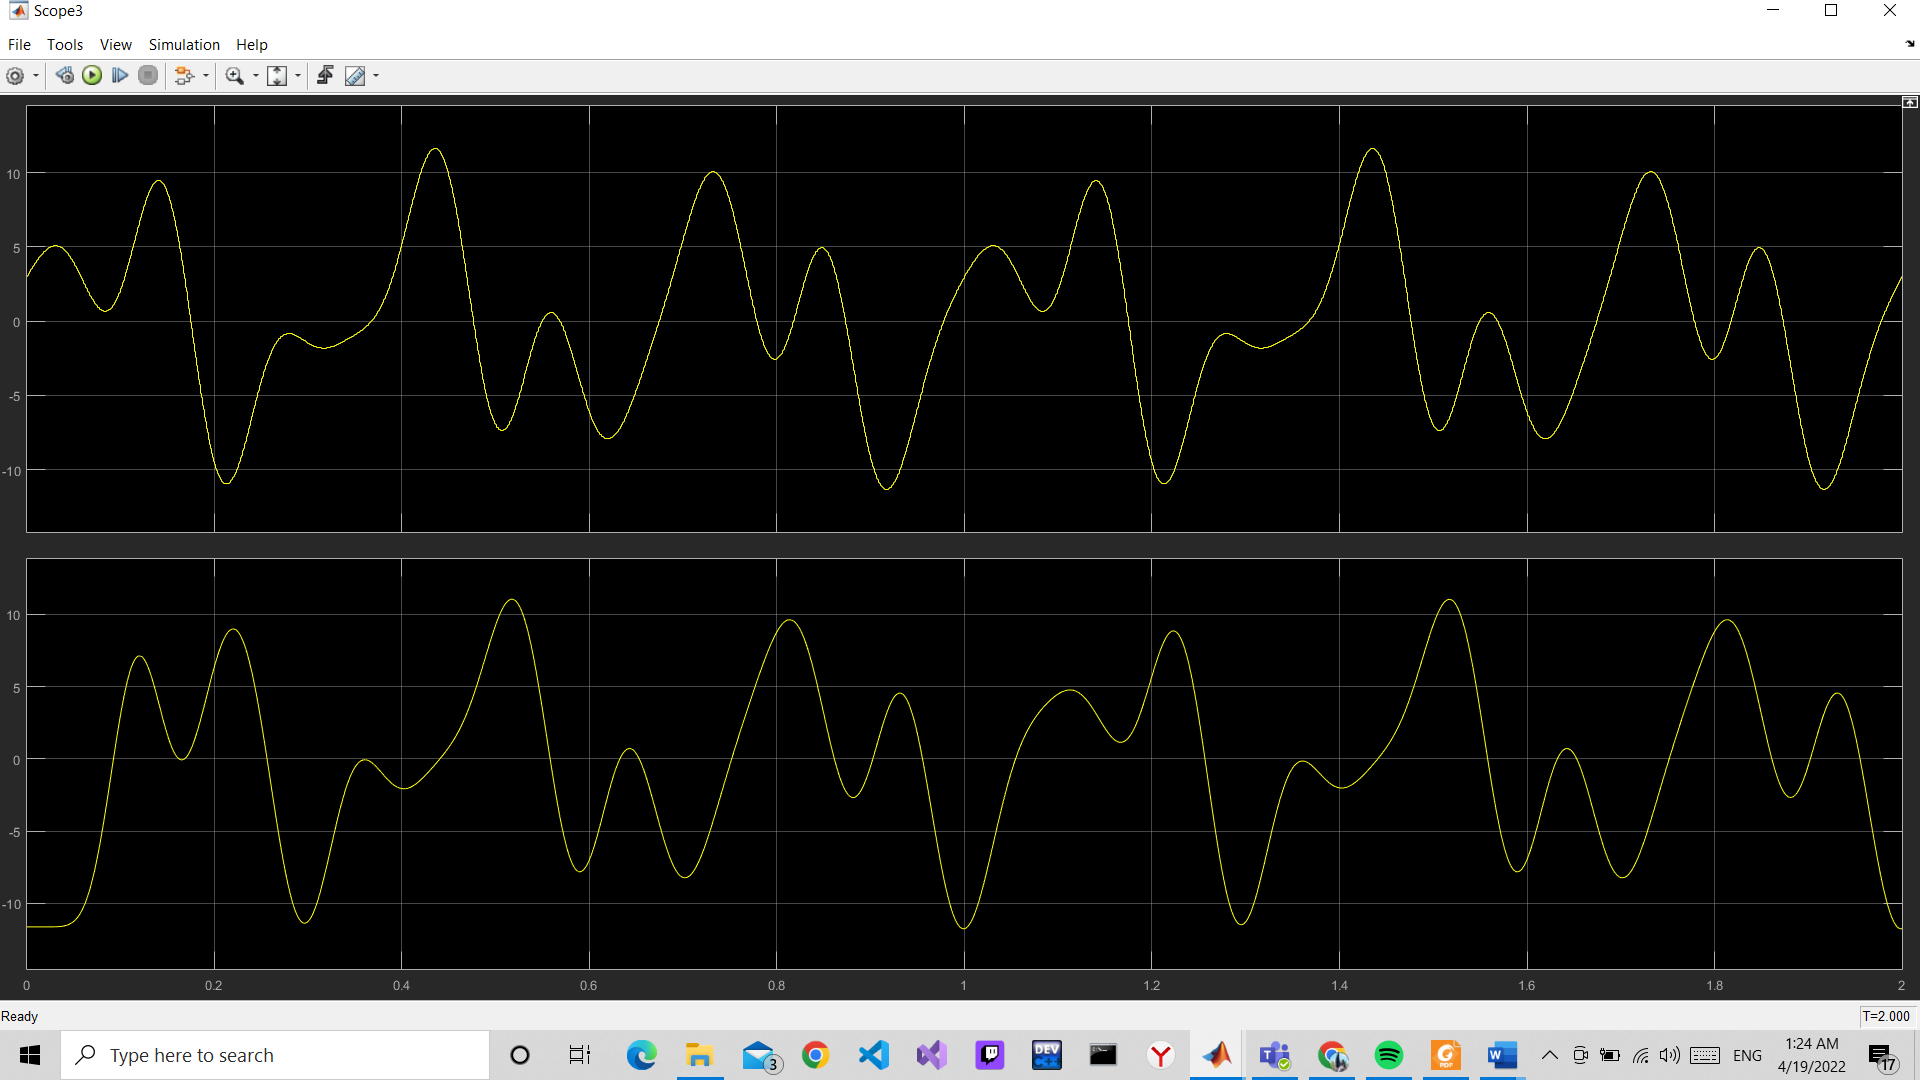 Scope3
File Tools View Simulation Help
10
5
0
-5
-10
10
5
0
-5
-10
0 0.2 0.4 0.6 0.8 1 1.2 1.4 1.6 1.8 2
Ready T=2.000
Type here to search
3
DEV
C++
PDF
W
ENG
1:24 AM
4/19/2022
17